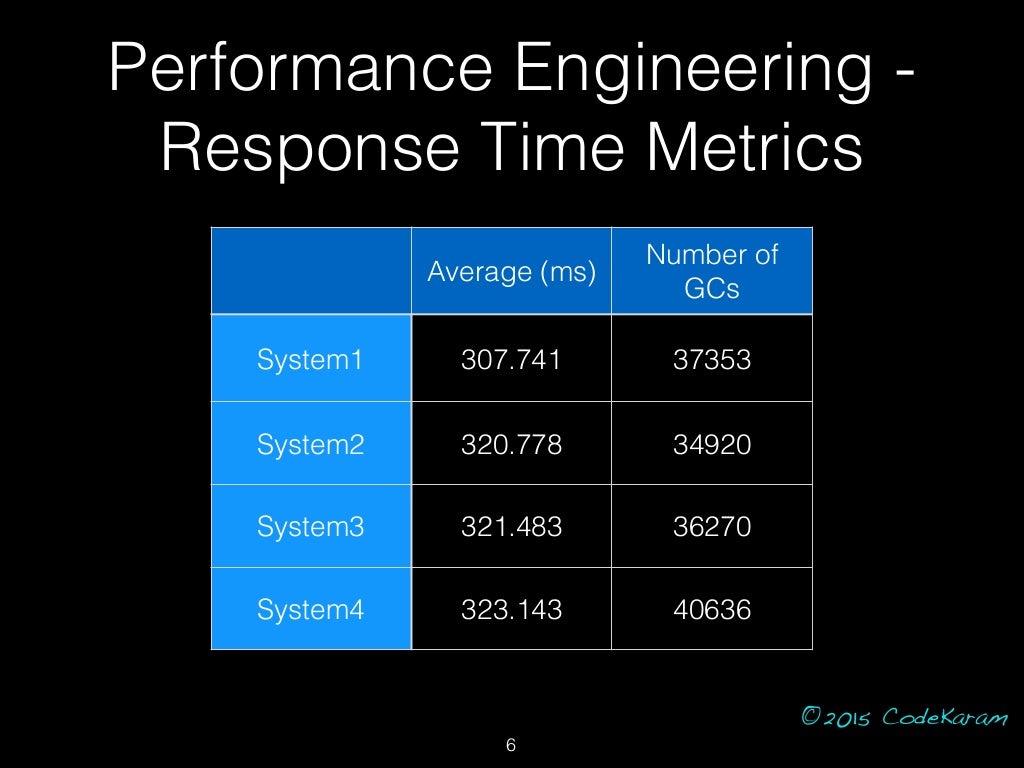 Performance Engineering -
Response Time Metrics
Average (ms)
Number of
GCs
System1 307.741 37353
System2 320.778 34920
System3 321.483 36270
System4 323.143 40636
©2015 CodeKaram
6